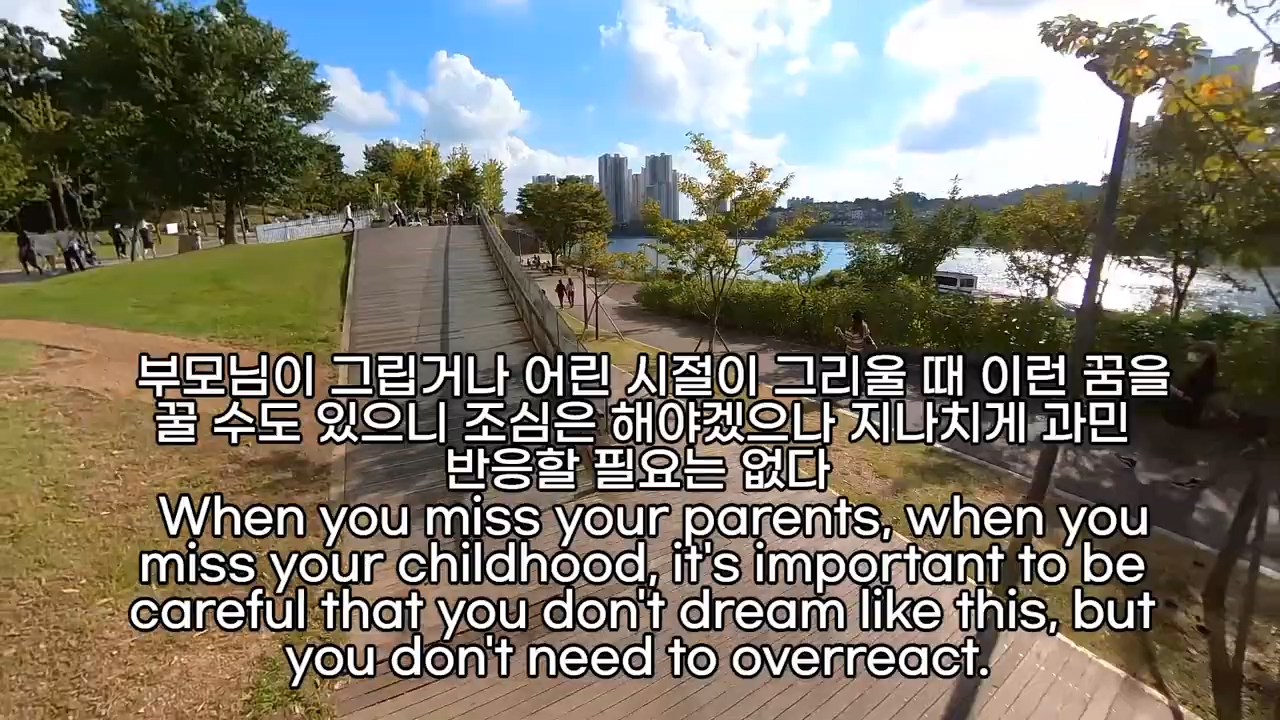 부모님이 그립거나 어린 시절이 그리울 때 이런 꿈을
꿀 수도 있으니 조심은 해야겠으나 지나치게 과민
반응할 필요는 없다
When you miss your parents, when you
miss your childhood, it's important to be
careful that you don't dream like this, but
you don't need to overreact.